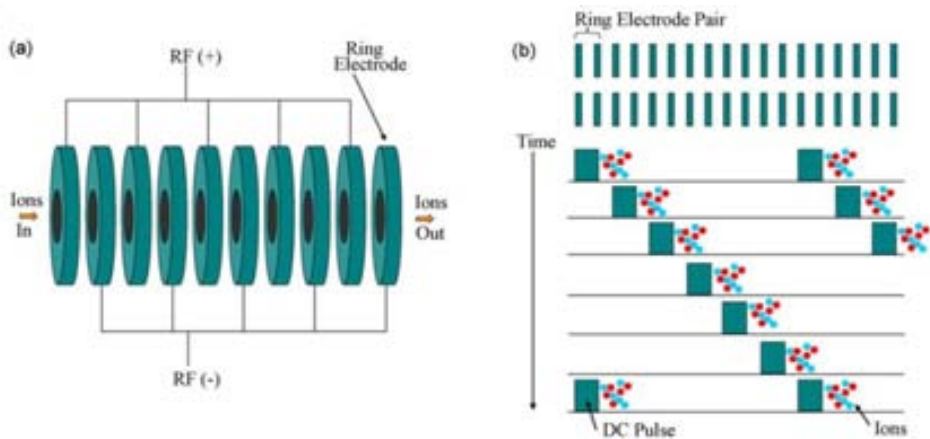 (a)
RF (+)
Ring
Electrode
Ions
In
Ions
Out
RF (-)
(b)
Ring Electrode Pair
Time
DC Pulse
Ions